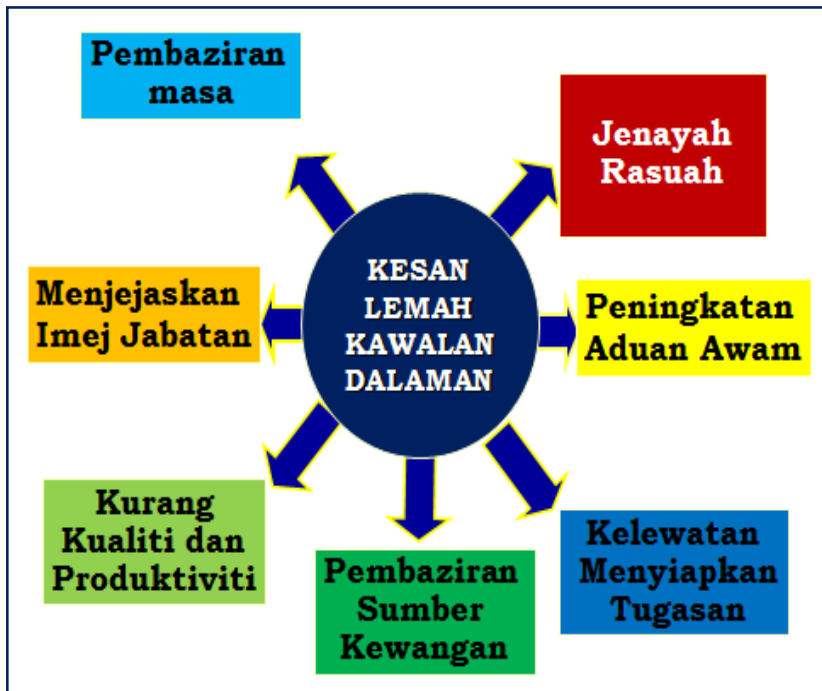 Pembaziran
masa
Jenayah
Rasuah
KESAN
LEMAH
KAWALAN
DALAMAN
Menjejaskan
Imej Jabatan
Peningkatan
Aduan Awam
Kurang
Kualiti dan
Produktiviti
Pembaziran
Sumber
Kewangan
Kelewatan
Menyiapkan
Tugasan